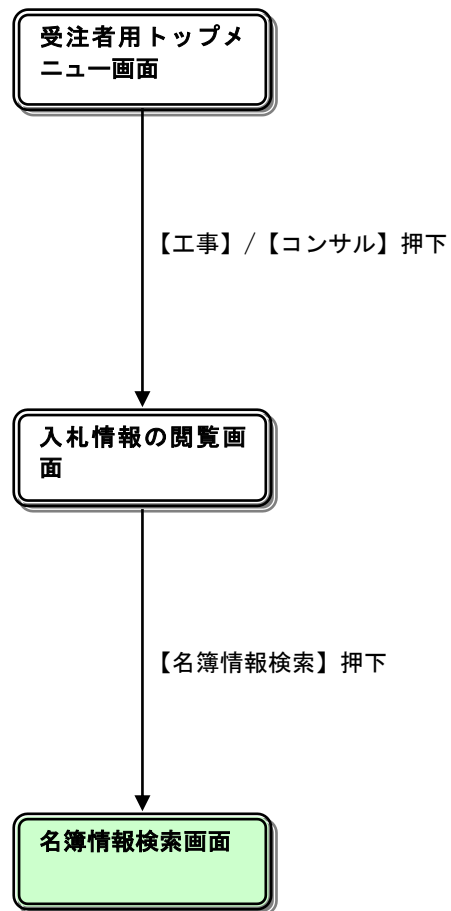 受注者用トップメ
ニュー画面
【工事】/【コンサル】押下
入札情報の閲覧画
面
【名簿情報検索】押下
名簿情報検索画面